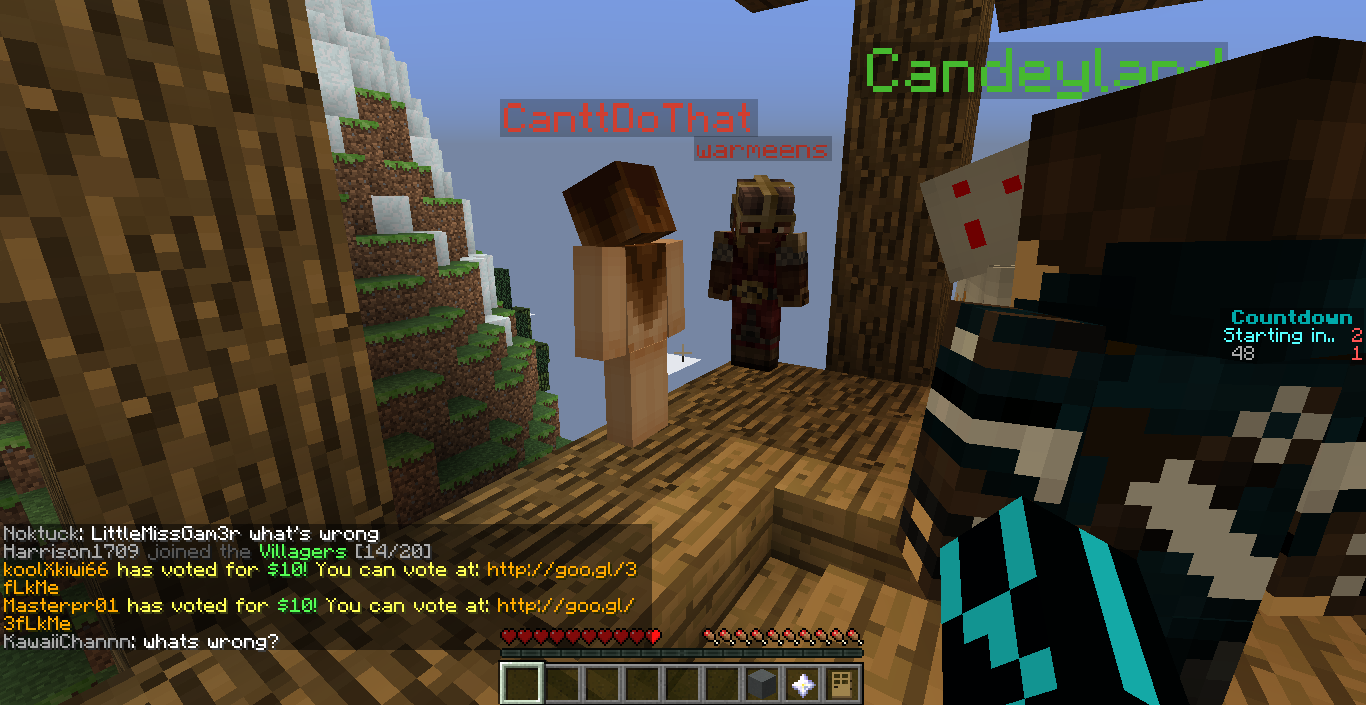 Candeyland
CanttDoThat
warmeens
Countdown
Starting in.. 2
48 1
Noktuck: LittleMissGam3r what's wrong
Harrison1709 joined the Villagers [14/20]
koolXkiwi66 has voted for $10! You can vote at: http://goo.gl/3
fLkMe
Masterpr01 has voted for $10! You can vote at: http://goo.gl/
3fLkMe
KawaiiChannn: whats wrong?